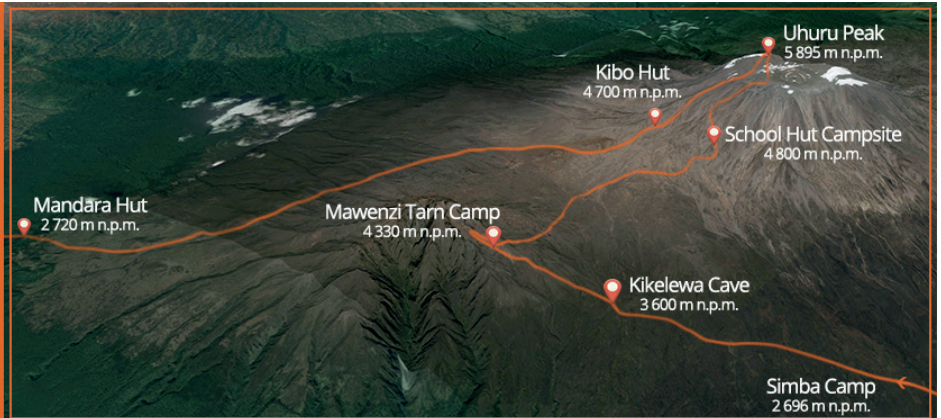 Uhuru Peak
5 895 m n.p.m.
Kibo Hut
4 700 m n.p.m.
School Hut Campsite
4 800 m n.p.m.
Mandara Hut
2 720 m n.p.m.
Mawenzi Tarn Camp
4 330 m n.p.m.
Kikelewa Cave
3 600 m n.p.m.
Simba Camp
2 696 m n.p.m.